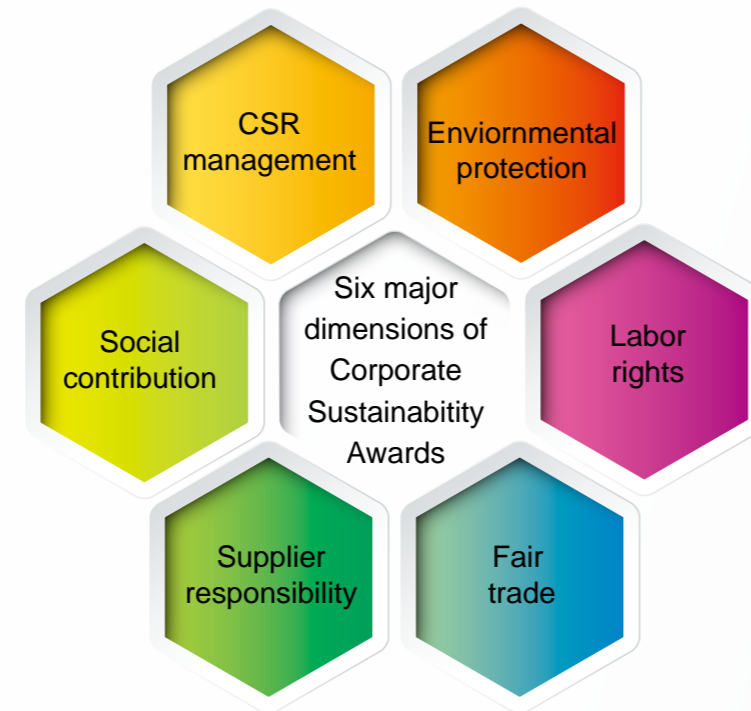 CSR
management
Enviornmental
protection
Social
contribution
Six major
dimensions of
Corporate
Sustainabitity
Awards
Labor
rights
Supplier
responsibility
Fair
trade